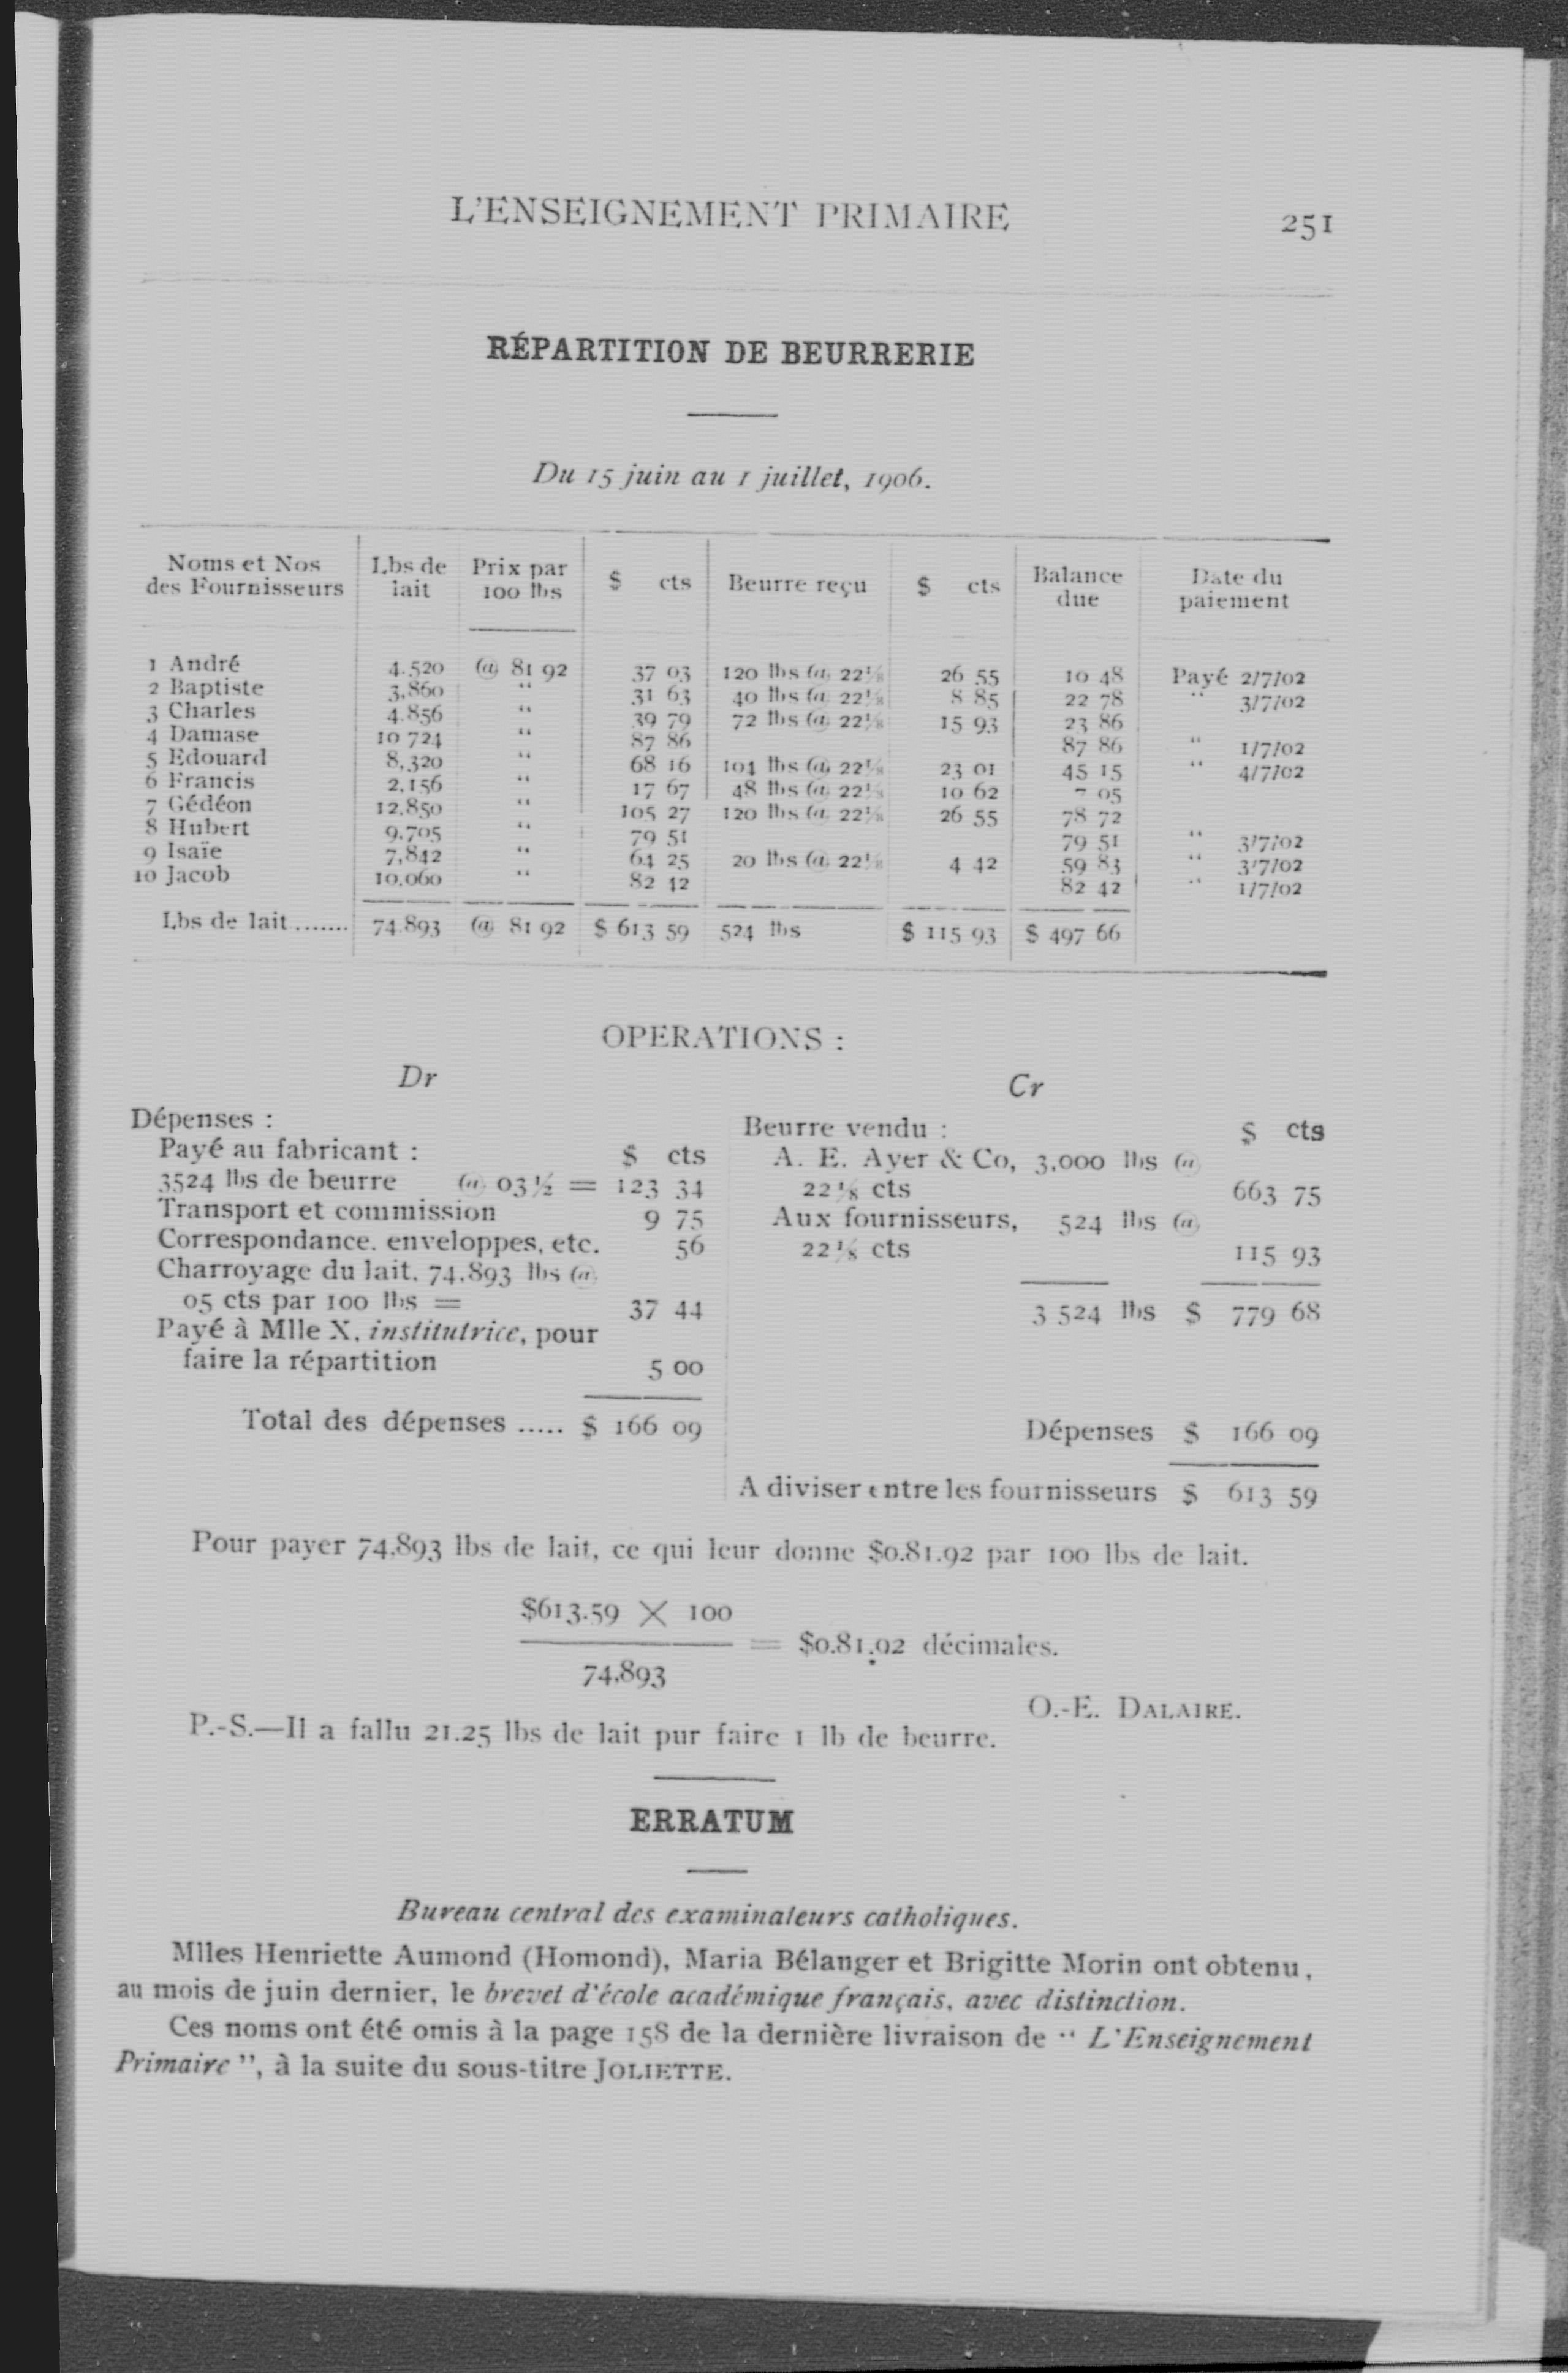 L'ENSEIGNEMENT PRIMAIRE 251
RÉPARTITION DE BEURRERIE
Du 15 juin au 1 juillet, 1906.
Noms et Nos des Fournisseurs | Lbs de lait | Prix par 100 lbs | $ cts | Beurre reçu | $ cts | Balance due | Date du paiement
1 André 4.520 @ 81 92 37 03 120 lbs @ 22⅛ 26 55 10 48 Payé 2/7/02
2 Baptiste 3,860 " 31 63 40 lbs @ 22⅛ 8 85 22 78 " 3/7/02
3 Charles 4.856 " 39 79 72 lbs @ 22⅛ 15 93 23 86
4 Damase 10 724 " 87 86 87 86 " 1/7/02
5 Edouard 8,320 " 68 16 104 lbs @ 22⅛ 23 01 45 15 " 4/7/02
6 Francis 2,156 " 17 67 48 lbs @ 22⅛ 10 62 7 05
7 Gédéon 12.850 " 105 27 120 lbs @ 22⅛ 26 55 78 72
8 Hubert 9,705 " 79 51 79 51 " 3/7/02
9 Isaïe 7,842 " 64 25 20 lbs @ 22⅛ 4 42 59 83 " 3/7/02
10 Jacob 10,060 " 82 42 82 42 " 1/7/02
Lbs de lait ....... 74.893 @ 81 92 $ 613 59 524 lbs $ 115 93 $ 497 66
OPERATIONS :
Dr
Dépenses :
Payé au fabricant : $ cts
3524 lbs de beurre @ 03½ = 123 34
Transport et commission 9 75
Correspondance. enveloppes, etc. 56
Charroyage du lait. 74.893 lbs @
05 cts par 100 lbs = 37 44
Payé à Mlle X, institutrice, pour
faire la répartition 5 00
Total des dépenses ..... $ 166 09
Cr
Beurre vendu : $ cts
A. E. Ayer & Co, 3,000 lbs @
22⅛ cts 663 75
Aux fournisseurs, 524 lbs @
22⅛ cts 115 93
3 524 lbs $ 779 68
Dépenses $ 166 09
A diviser entre les fournisseurs $ 613 59
Pour payer 74.893 lbs de lait, ce qui leur donne $0.81.92 par 100 lbs de lait.
$613.59 × 100
= $0.81.92 décimales.
74.893
O.-E. DALAIRE.
P.-S.—Il a fallu 21.25 lbs de lait pur faire 1 lb de beurre.
ERRATUM
Bureau central des examinateurs catholiques.
Mlles Henriette Aumond (Homond), Maria Bélanger et Brigitte Morin ont obtenu,
au mois de juin dernier, le brevet d'école académique français, avec distinction.
Ces noms ont été omis à la page 158 de la dernière livraison de " L'Enseignement
Primaire ", à la suite du sous-titre JOLIETTE.